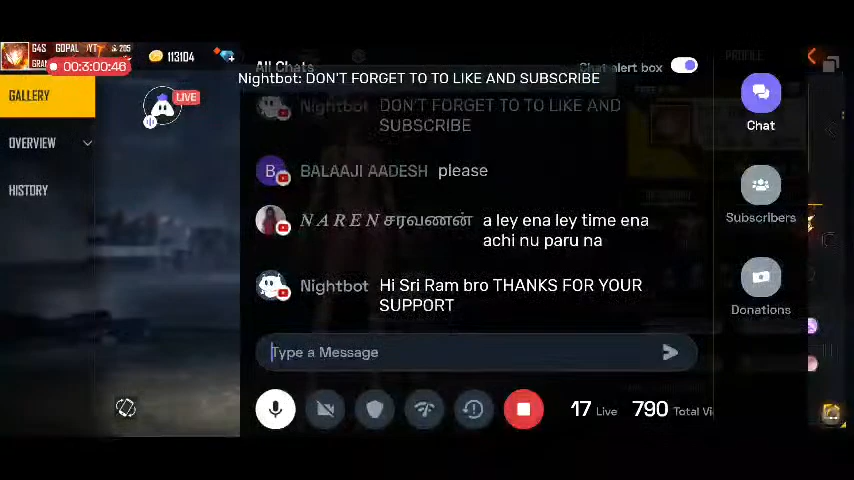 G4S GOPAL YT 205
113104
00:3:00:46
All Chats
Chat alert box
PROFILE
Nightbot: DON'T FORGET TO TO LIKE AND SUBSCRIBE
GALLERY
LIVE
Nightbot DON'T FORGET TO TO LIKE AND
SUBSCRIBE
Chat
OVERVIEW
B BALAAJI AADESH please
HISTORY
N A R E N சரவணன் a ley ena ley time ena
achi nu paru na
Subscribers
Nightbot Hi Sri Ram bro THANKS FOR YOUR
SUPPORT
Donations
Type a Message
17 Live 790 Total Vi